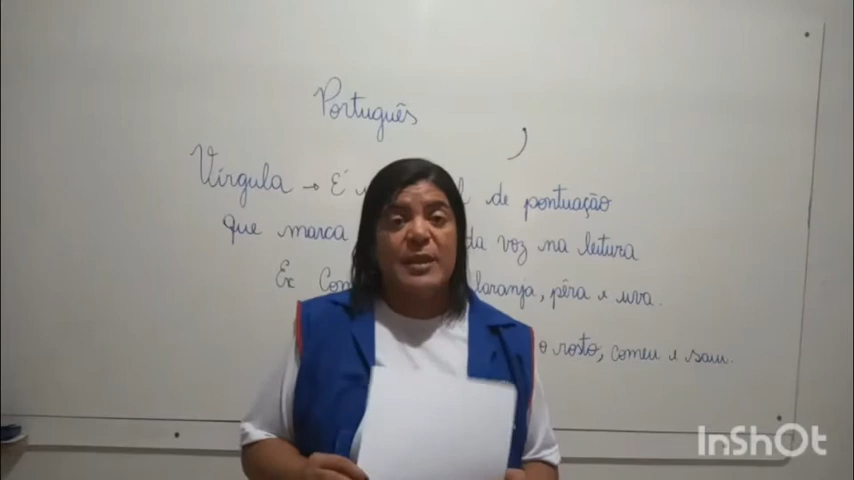 Português
,
Vírgula → É de pontuação
que marca da voz na leitura
Ex laranja, pêra e uva.
o rosto, comeu e saiu.
InShOt